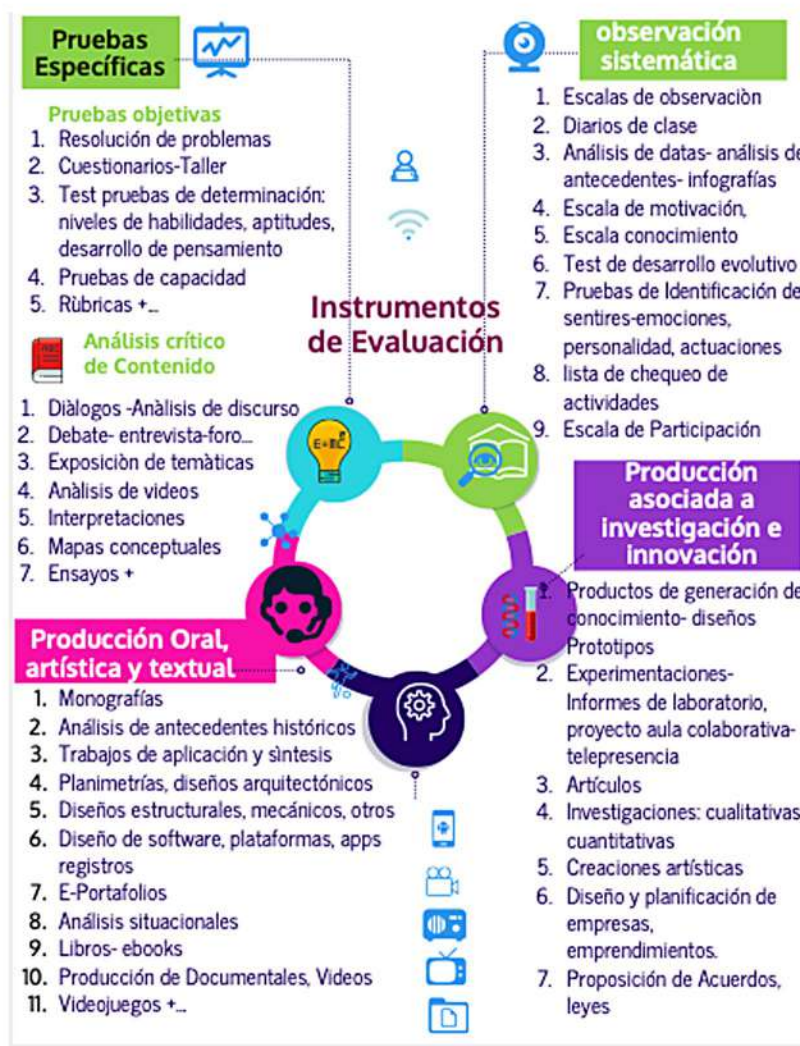 Pruebas
Específicas
Pruebas objetivas
1. Resolución de problemas
2. Cuestionarios-Taller
3. Test pruebas de determinación:
niveles de habilidades, aptitudes,
desarrollo de pensamiento
4. Pruebas de capacidad
5. Rùbricas +...
Análisis crítico
de Contenido
1. Diàlogos -Anàlisis de discurso
2. Debate- entrevista-foro...
3. Exposiciòn de temàticas
4. Anàlisis de videos
5. Interpretaciones
6. Mapas conceptuales
7. Ensayos +
Instrumentos
de Evaluación
observación
sistemática
1. Escalas de observaciòn
2. Diarios de clase
3. Análisis de datas- análisis de
antecedentes- infografías
4. Escala de motivación,
5. Escala conocimiento
6. Test de desarrollo evolutivo
7. Pruebas de Identificación de
sentires-emociones,
personalidad, actuaciones
8. lista de chequeo de
actividades
9. Escala de Participación
Producción
asociada a
investigación e
innovación
1. Productos de generación de
conocimiento- diseños
Prototipos
2. Experimentaciones-
Informes de laboratorio,
proyecto aula colaborativa-
telepresencia
3. Artículos
4. Investigaciones: cualitativas
cuantitativas
5. Creaciones artísticas
6. Diseño y planificación de
empresas,
emprendimientos.
7. Proposición de Acuerdos,
leyes
Producción Oral,
artística y textual
1. Monografías
2. Análisis de antecedentes históricos
3. Trabajos de aplicación y sìntesis
4. Planimetrías, diseños arquitectónicos
5. Diseños estructurales, mecánicos, otros
6. Diseño de software, plataformas, apps
registros
7. E-Portafolios
8. Análisis situacionales
9. Libros- ebooks
10. Producción de Documentales, Videos
11. Videojuegos +...